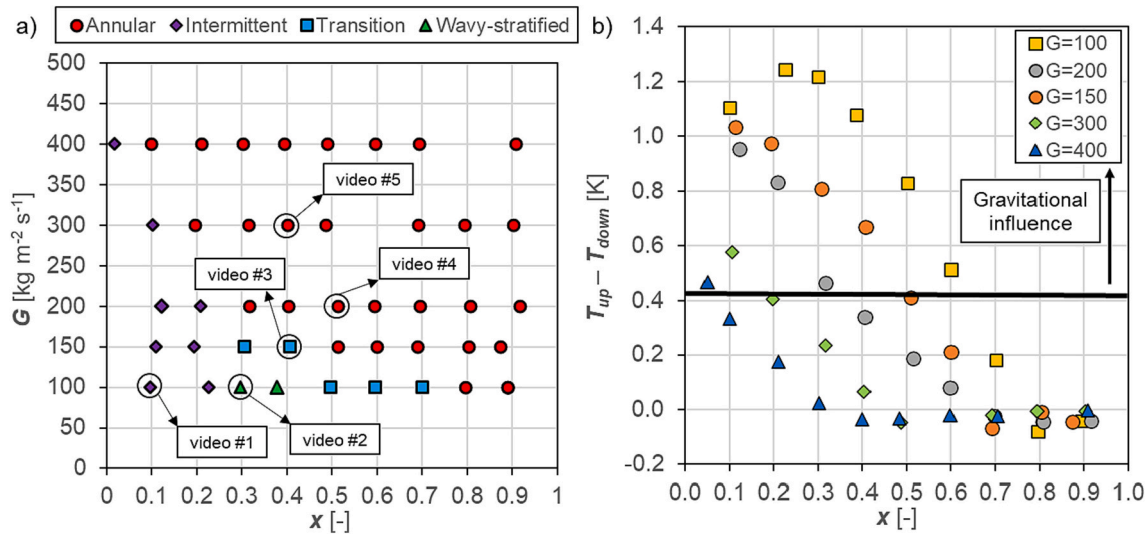 a)
Annular Intermittent Transition Wavy-stratified
500
450
400
350
300
250
200
150
100
50
0
G [kg m-2 s-1]
video #5
video #4
video #3
video #1
video #2
0 0.1 0.2 0.3 0.4 0.5 0.6 0.7 0.8 0.9 1
x [-]
b)
1.4
1.2
1.0
0.8
0.6
0.4
0.2
0.0
-0.2
Tup – Tdown [K]
G=100
G=200
G=150
G=300
G=400
Gravitational
influence
0.0 0.1 0.2 0.3 0.4 0.5 0.6 0.7 0.8 0.9 1.0
x [-]